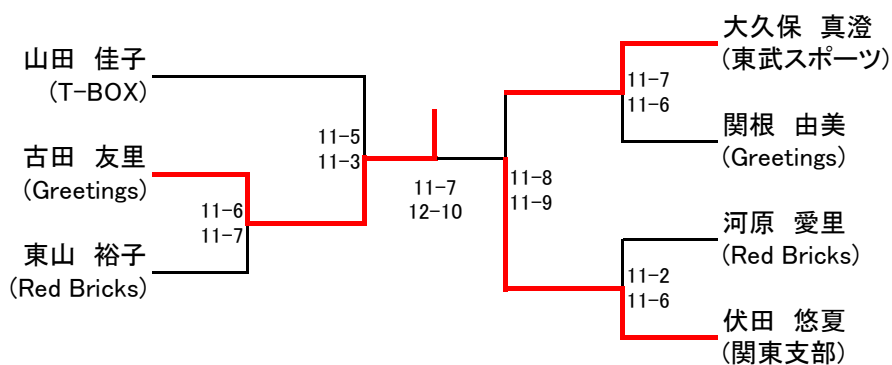 山田　佳子
(T-BOX)
古田　友里
(Greetings)
東山　裕子
(Red Bricks)
11-6
11-7
11-5
11-3
11-7
12-10
11-8
11-9
大久保　真澄
(東武スポーツ)
関根　由美
(Greetings)
11-7
11-6
河原　愛里
(Red Bricks)
伏田　悠夏
(関東支部)
11-2
11-6